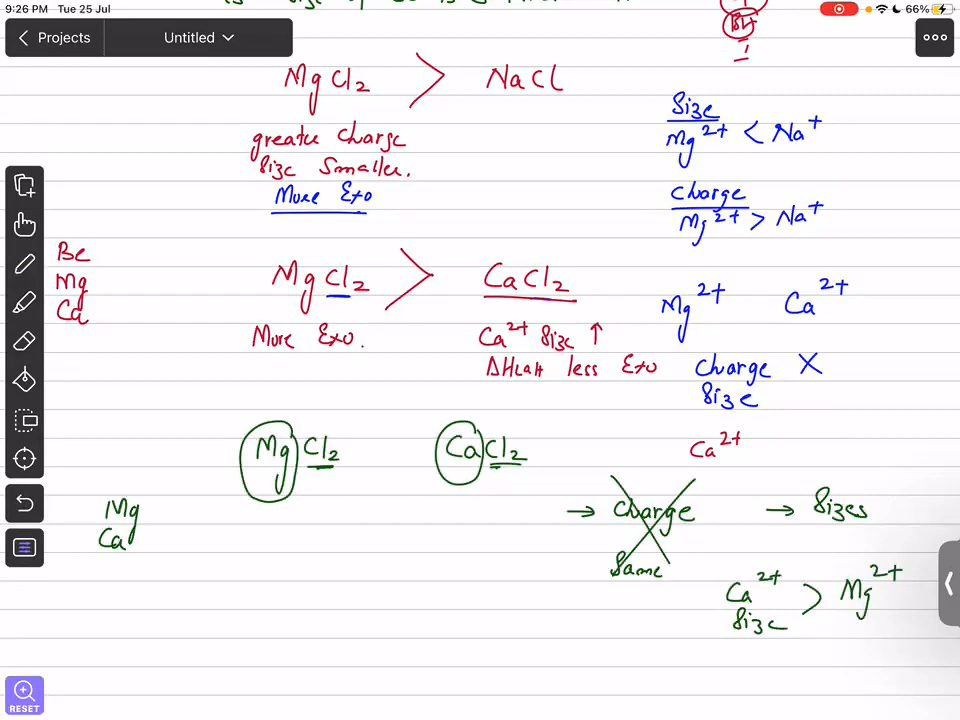 9:26 PM Tue 25 Jul
66%
Projects
Untitled
MgCl2 > NaCl
greater charge
Size Smaller.
More Exo
Size
Mg2+ < Na+
Charge
Mg2+ > Na+
Be
Mg
Ca
MgCl2 > CaCl2
More Exo.
Ca2+ Size ↑
ΔHLatt less Exo
Mg2+ Ca2+
Charge X
Size
Ca2+
MgCl2 CaCl2
Mg
Ca
→ Charge → Sizes
Same
Ca2+ > Mg2+
Size
RESET